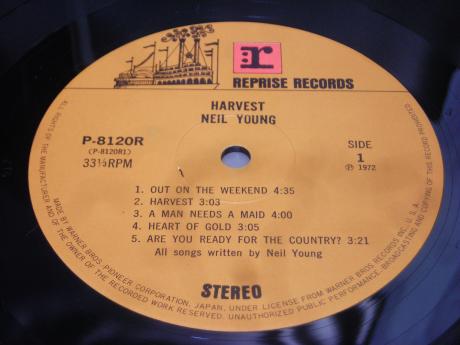 r
REPRISE RECORDS
HARVEST
NEIL YOUNG
P-8120R
(P-8120R1)
33⅓RPM
SIDE
1
℗ 1972
1. OUT ON THE WEEKEND 4:35
2. HARVEST 3:03
3. A MAN NEEDS A MAID 4:00
4. HEART OF GOLD 3:05
5. ARE YOU READY FOR THE COUNTRY? 3:21
All songs written by Neil Young
STEREO
ALL RIGHTS OF THE MANUFACTURER AND OF THE OWNER OF THE RECORDED WORK RESERVED. UNAUTHORIZED PUBLIC PERFORMANCE, BROADCASTING AND COPYING OF THIS RECORD PROHIBITED
MADE BY WARNER BROS. PIONEER CORPORATION, JAPAN, UNDER LICENSE FROM WARNER BROS RECORDS INC. U.S.A.